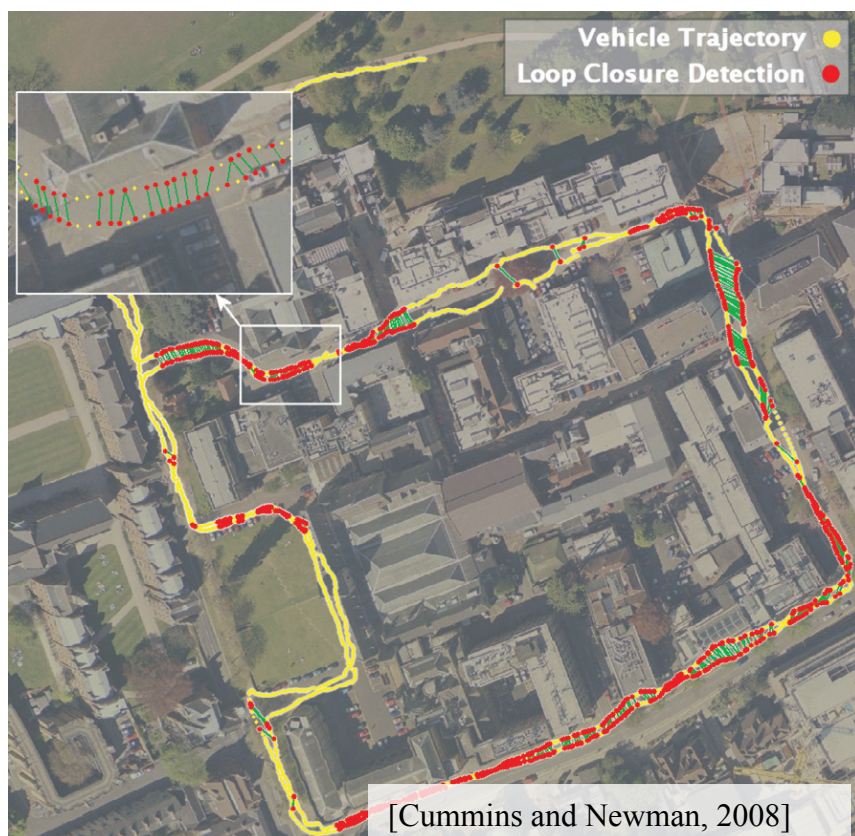 Vehicle Trajectory
Loop Closure Detection
[Cummins and Newman, 2008]